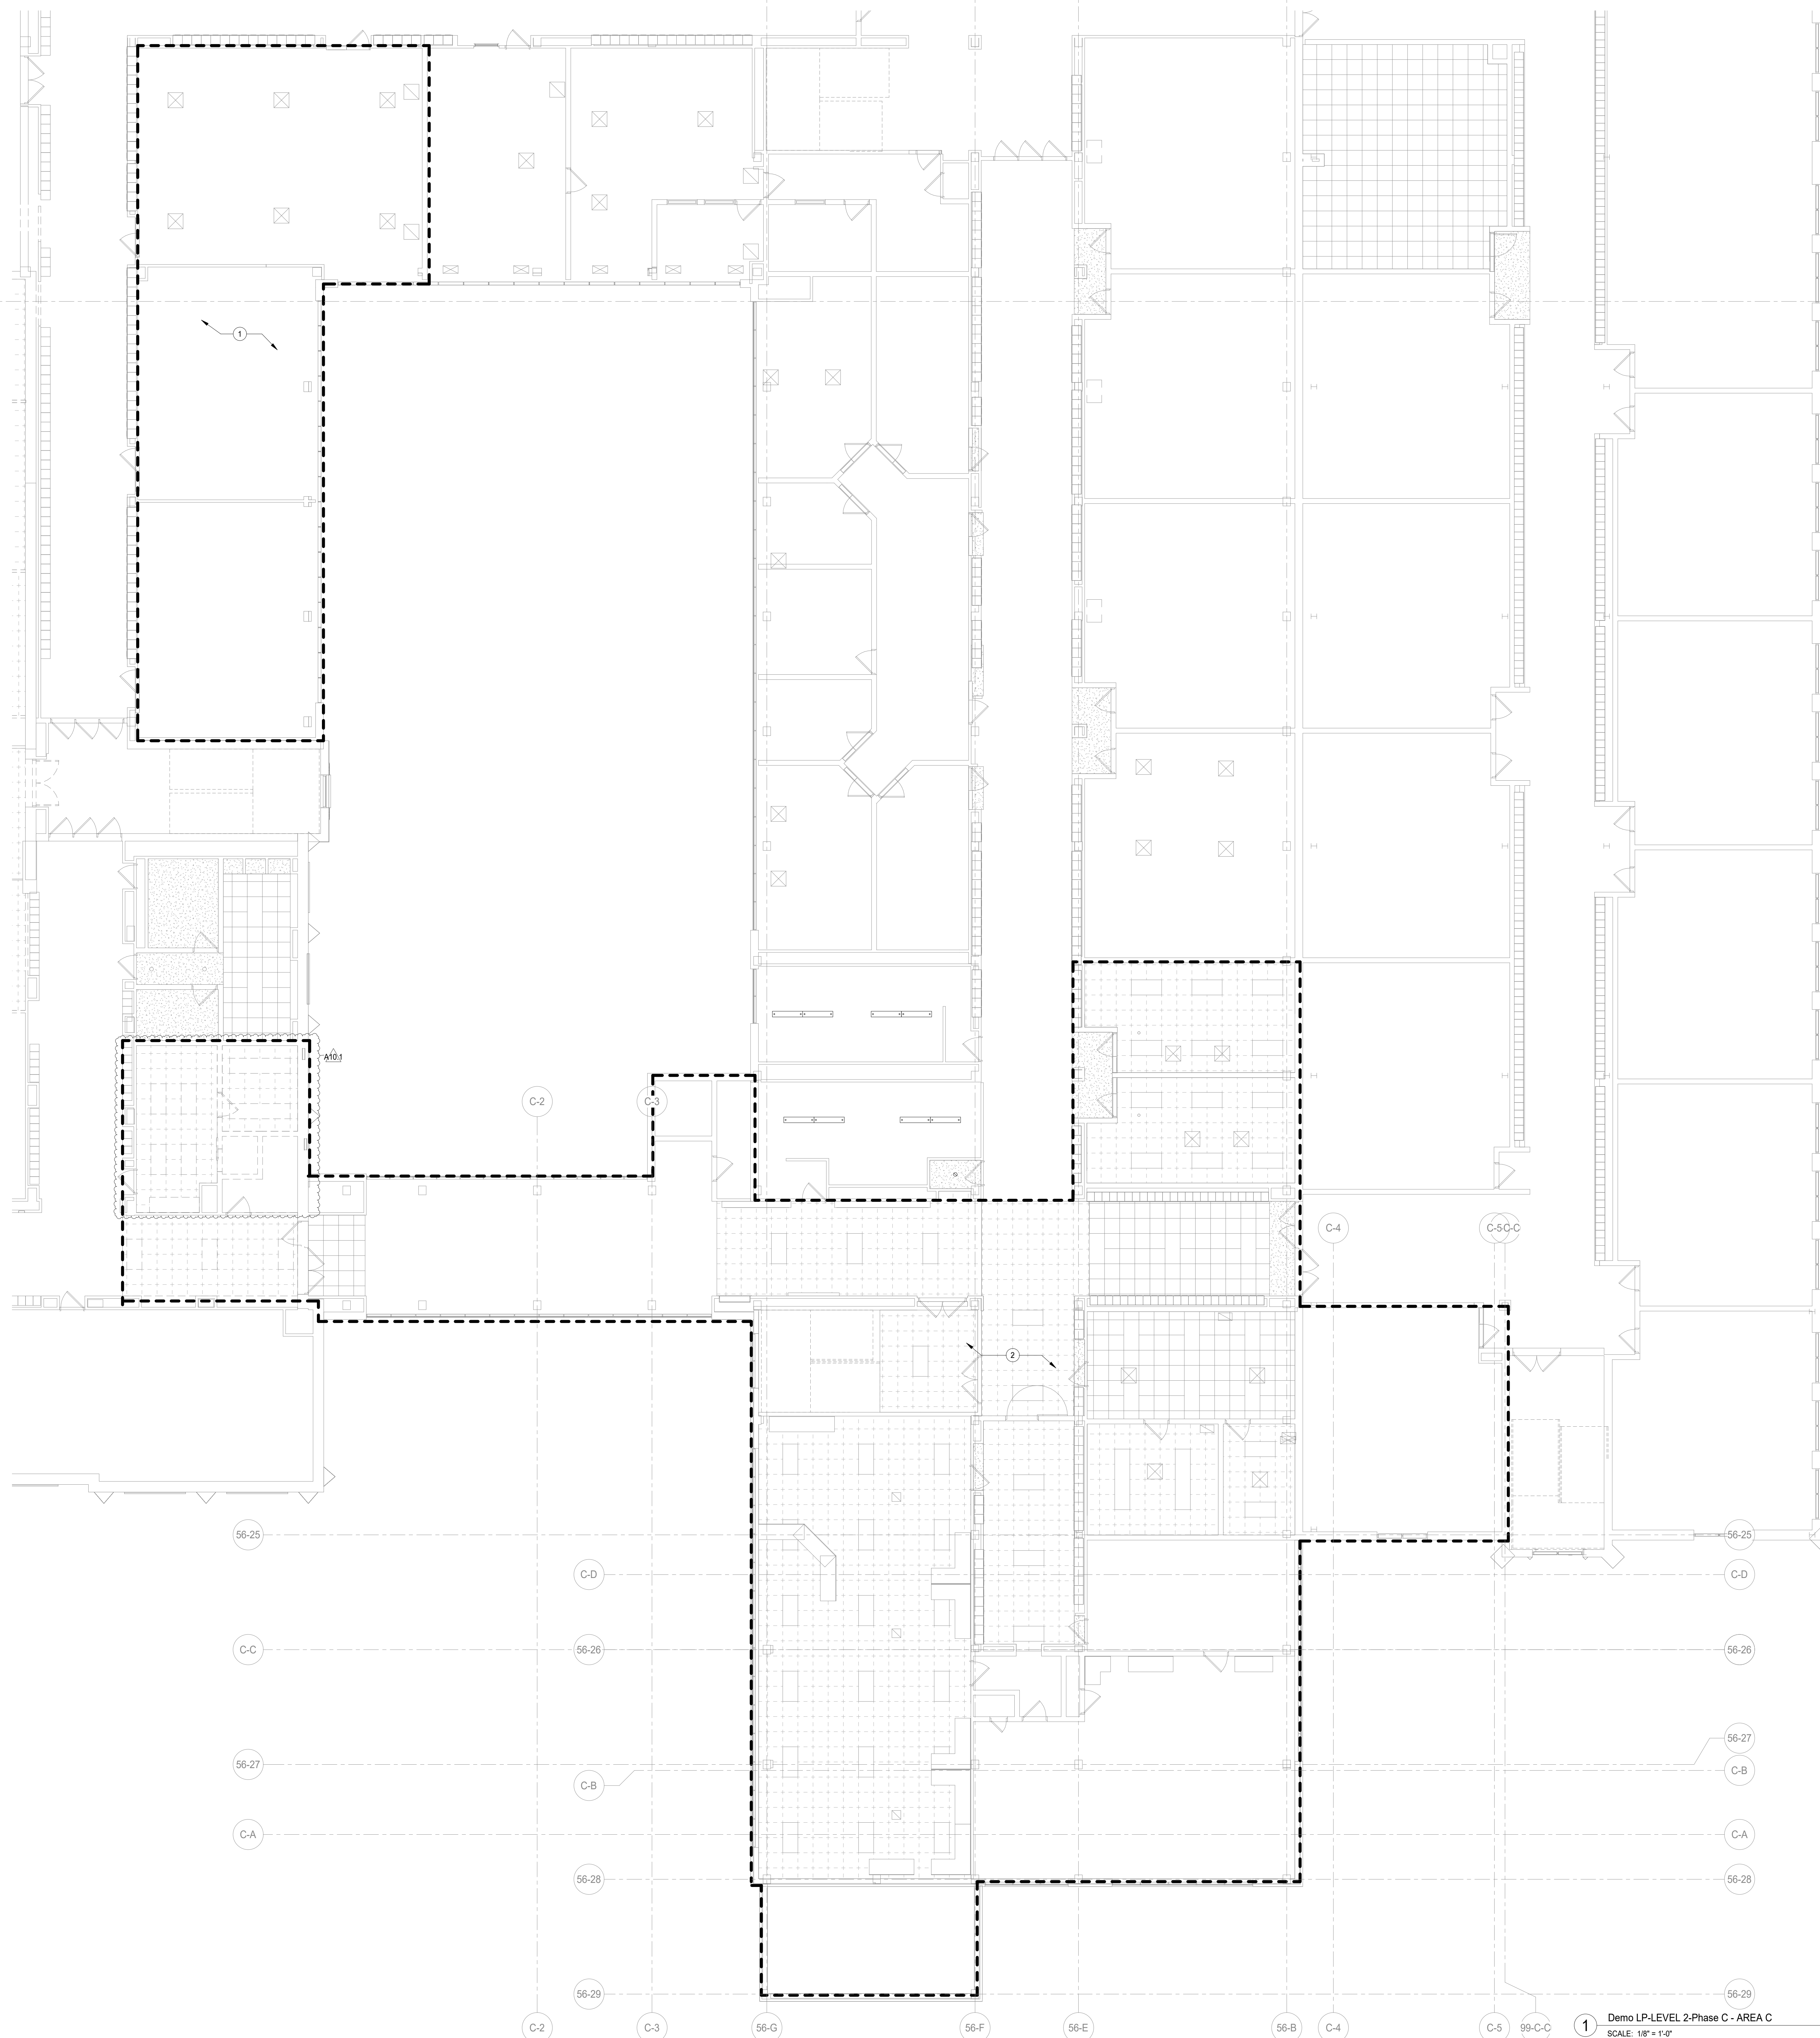 1
A10.1
C-2
C-3
C-4
C-5
C-C
2
56-25
56-25
C-D
C-D
C-C
56-26
56-26
56-27
56-27
C-B
C-B
C-A
C-A
56-28
56-28
56-29
56-29
C-2
C-3
56-G
56-F
56-E
56-B
C-4
C-5
99-C-C
1
Demo LP-LEVEL 2-Phase C - AREA C
SCALE: 1/8" = 1'-0"